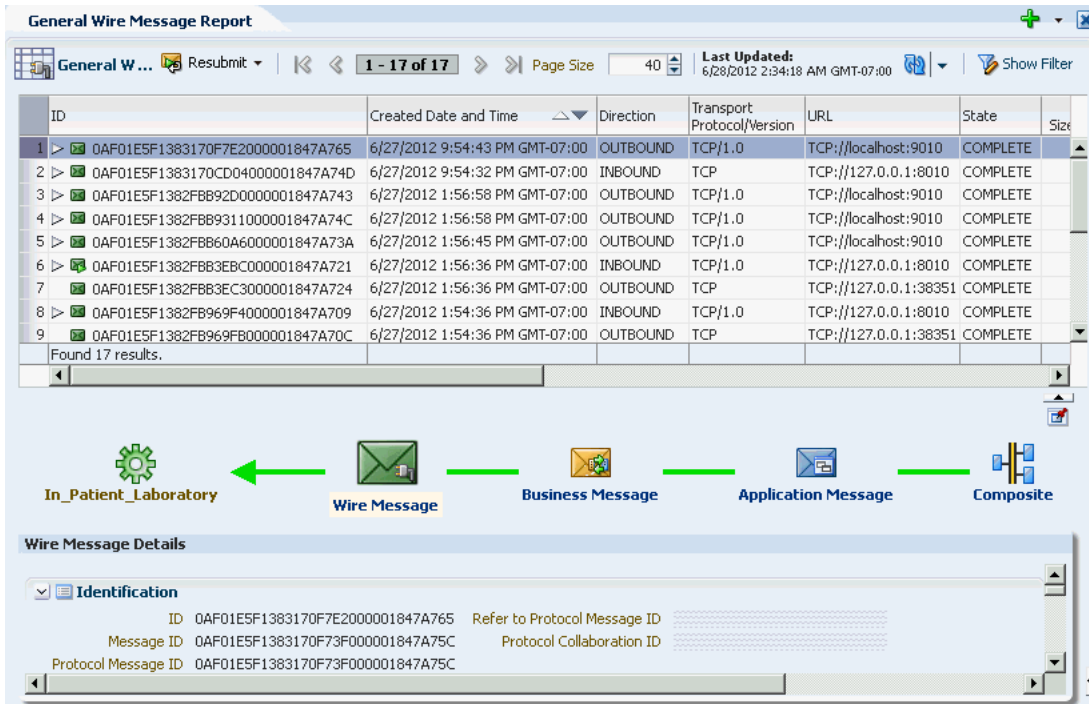 General Wire Message Report
General W ... Resubmit 1 - 17 of 17 Page Size 40 Last Updated: 6/28/2012 2:34:18 AM GMT-07:00 Show Filter
ID Created Date and Time Direction Transport Protocol/Version URL State Size
1 0AF01E5F1383170F7E2000001847A765 6/27/2012 9:54:43 PM GMT-07:00 OUTBOUND TCP/1.0 TCP://localhost:9010 COMPLETE
2 0AF01E5F1383170CD04000001847A74D 6/27/2012 9:54:32 PM GMT-07:00 INBOUND TCP TCP://127.0.0.1:8010 COMPLETE
3 0AF01E5F1382FBB92D0000001847A743 6/27/2012 1:56:58 PM GMT-07:00 OUTBOUND TCP/1.0 TCP://localhost:9010 COMPLETE
4 0AF01E5F1382FBB9311000001847A74C 6/27/2012 1:56:58 PM GMT-07:00 OUTBOUND TCP/1.0 TCP://localhost:9010 COMPLETE
5 0AF01E5F1382FBB60A6000001847A73A 6/27/2012 1:56:45 PM GMT-07:00 OUTBOUND TCP/1.0 TCP://localhost:9010 COMPLETE
6 0AF01E5F1382FBB3EBC000001847A721 6/27/2012 1:56:36 PM GMT-07:00 INBOUND TCP/1.0 TCP://127.0.0.1:8010 COMPLETE
7 0AF01E5F1382FBB3EC3000001847A724 6/27/2012 1:56:36 PM GMT-07:00 OUTBOUND TCP TCP://127.0.0.1:38351 COMPLETE
8 0AF01E5F1382FB969F4000001847A709 6/27/2012 1:54:36 PM GMT-07:00 INBOUND TCP/1.0 TCP://127.0.0.1:8010 COMPLETE
9 0AF01E5F1382FB969FB000001847A70C 6/27/2012 1:54:36 PM GMT-07:00 OUTBOUND TCP TCP://127.0.0.1:38351 COMPLETE
Found 17 results.
In_Patient_Laboratory Wire Message Business Message Application Message Composite
Wire Message Details
Identification
ID 0AF01E5F1383170F7E2000001847A765 Refer to Protocol Message ID
Message ID 0AF01E5F1383170F73F000001847A75C Protocol Collaboration ID
Protocol Message ID 0AF01E5F1383170F73F000001847A75C